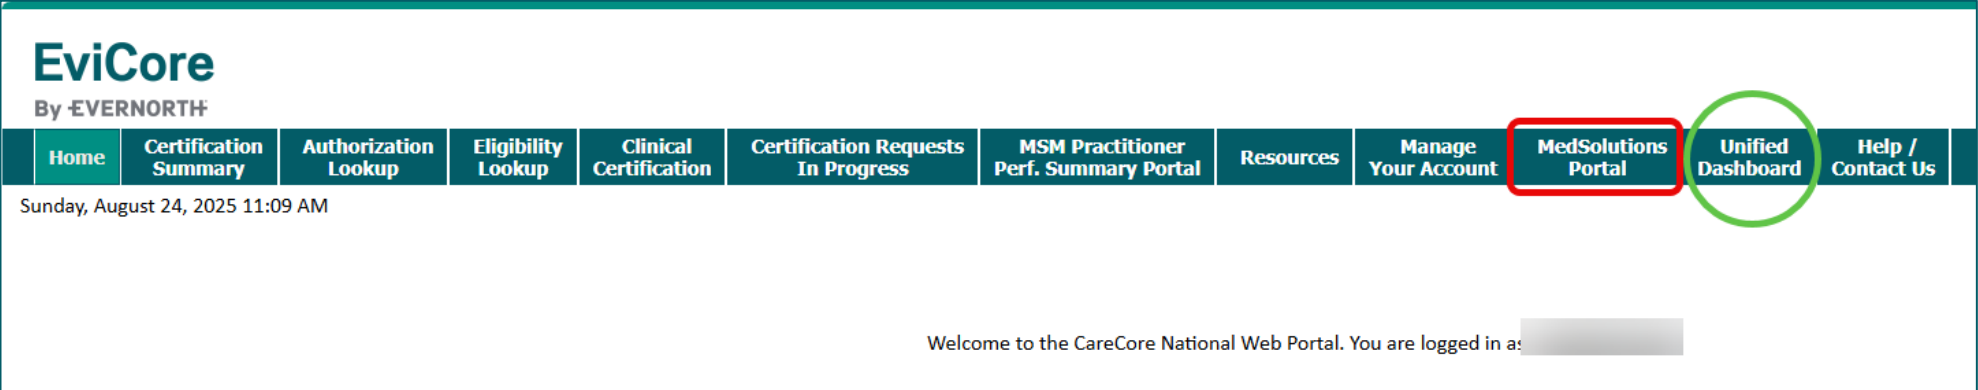 EviCore
By EVERNORTH
Home
Certification
Summary
Authorization
Lookup
Eligibility
Lookup
Clinical
Certification
Certification Requests
In Progress
MSM Practitioner
Perf. Summary Portal
Resources
Manage
Your Account
MedSolutions
Portal
Unified
Dashboard
Help /
Contact Us
Sunday, August 24, 2025 11:09 AM
Welcome to the CareCore National Web Portal. You are logged in as